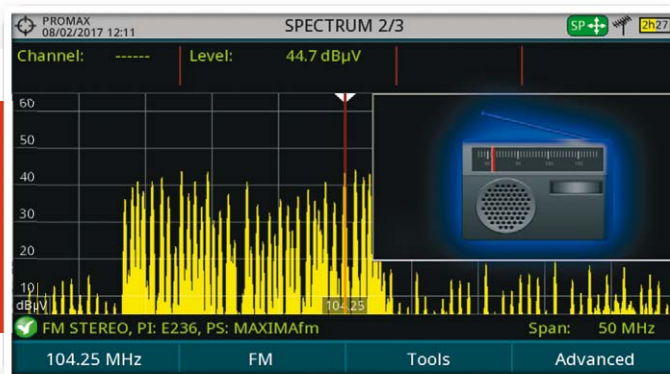 PROMAX
08/02/2017 12:11
SPECTRUM 2/3
SP
2h27
Channel: ------ Level: 44.7 dBµV
60
50
40
30
20
10
dBµV
104.25
FM STEREO, PI: E236, PS: MAXIMAfm Span: 50 MHz
104.25 MHz FM Tools Advanced